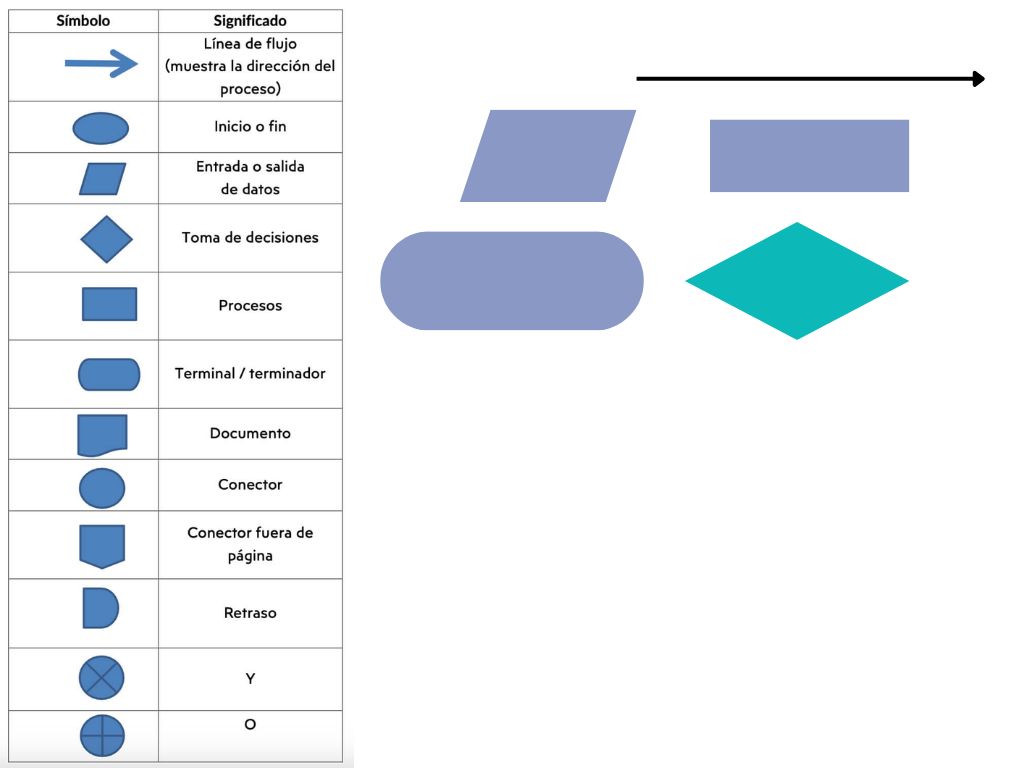 Símbolo Significado
Línea de flujo
(muestra la dirección del
proceso)
Inicio o fin
Entrada o salida
de datos
Toma de decisiones
Procesos
Terminal / terminador
Documento
Conector
Conector fuera de
página
Retraso
Y
O